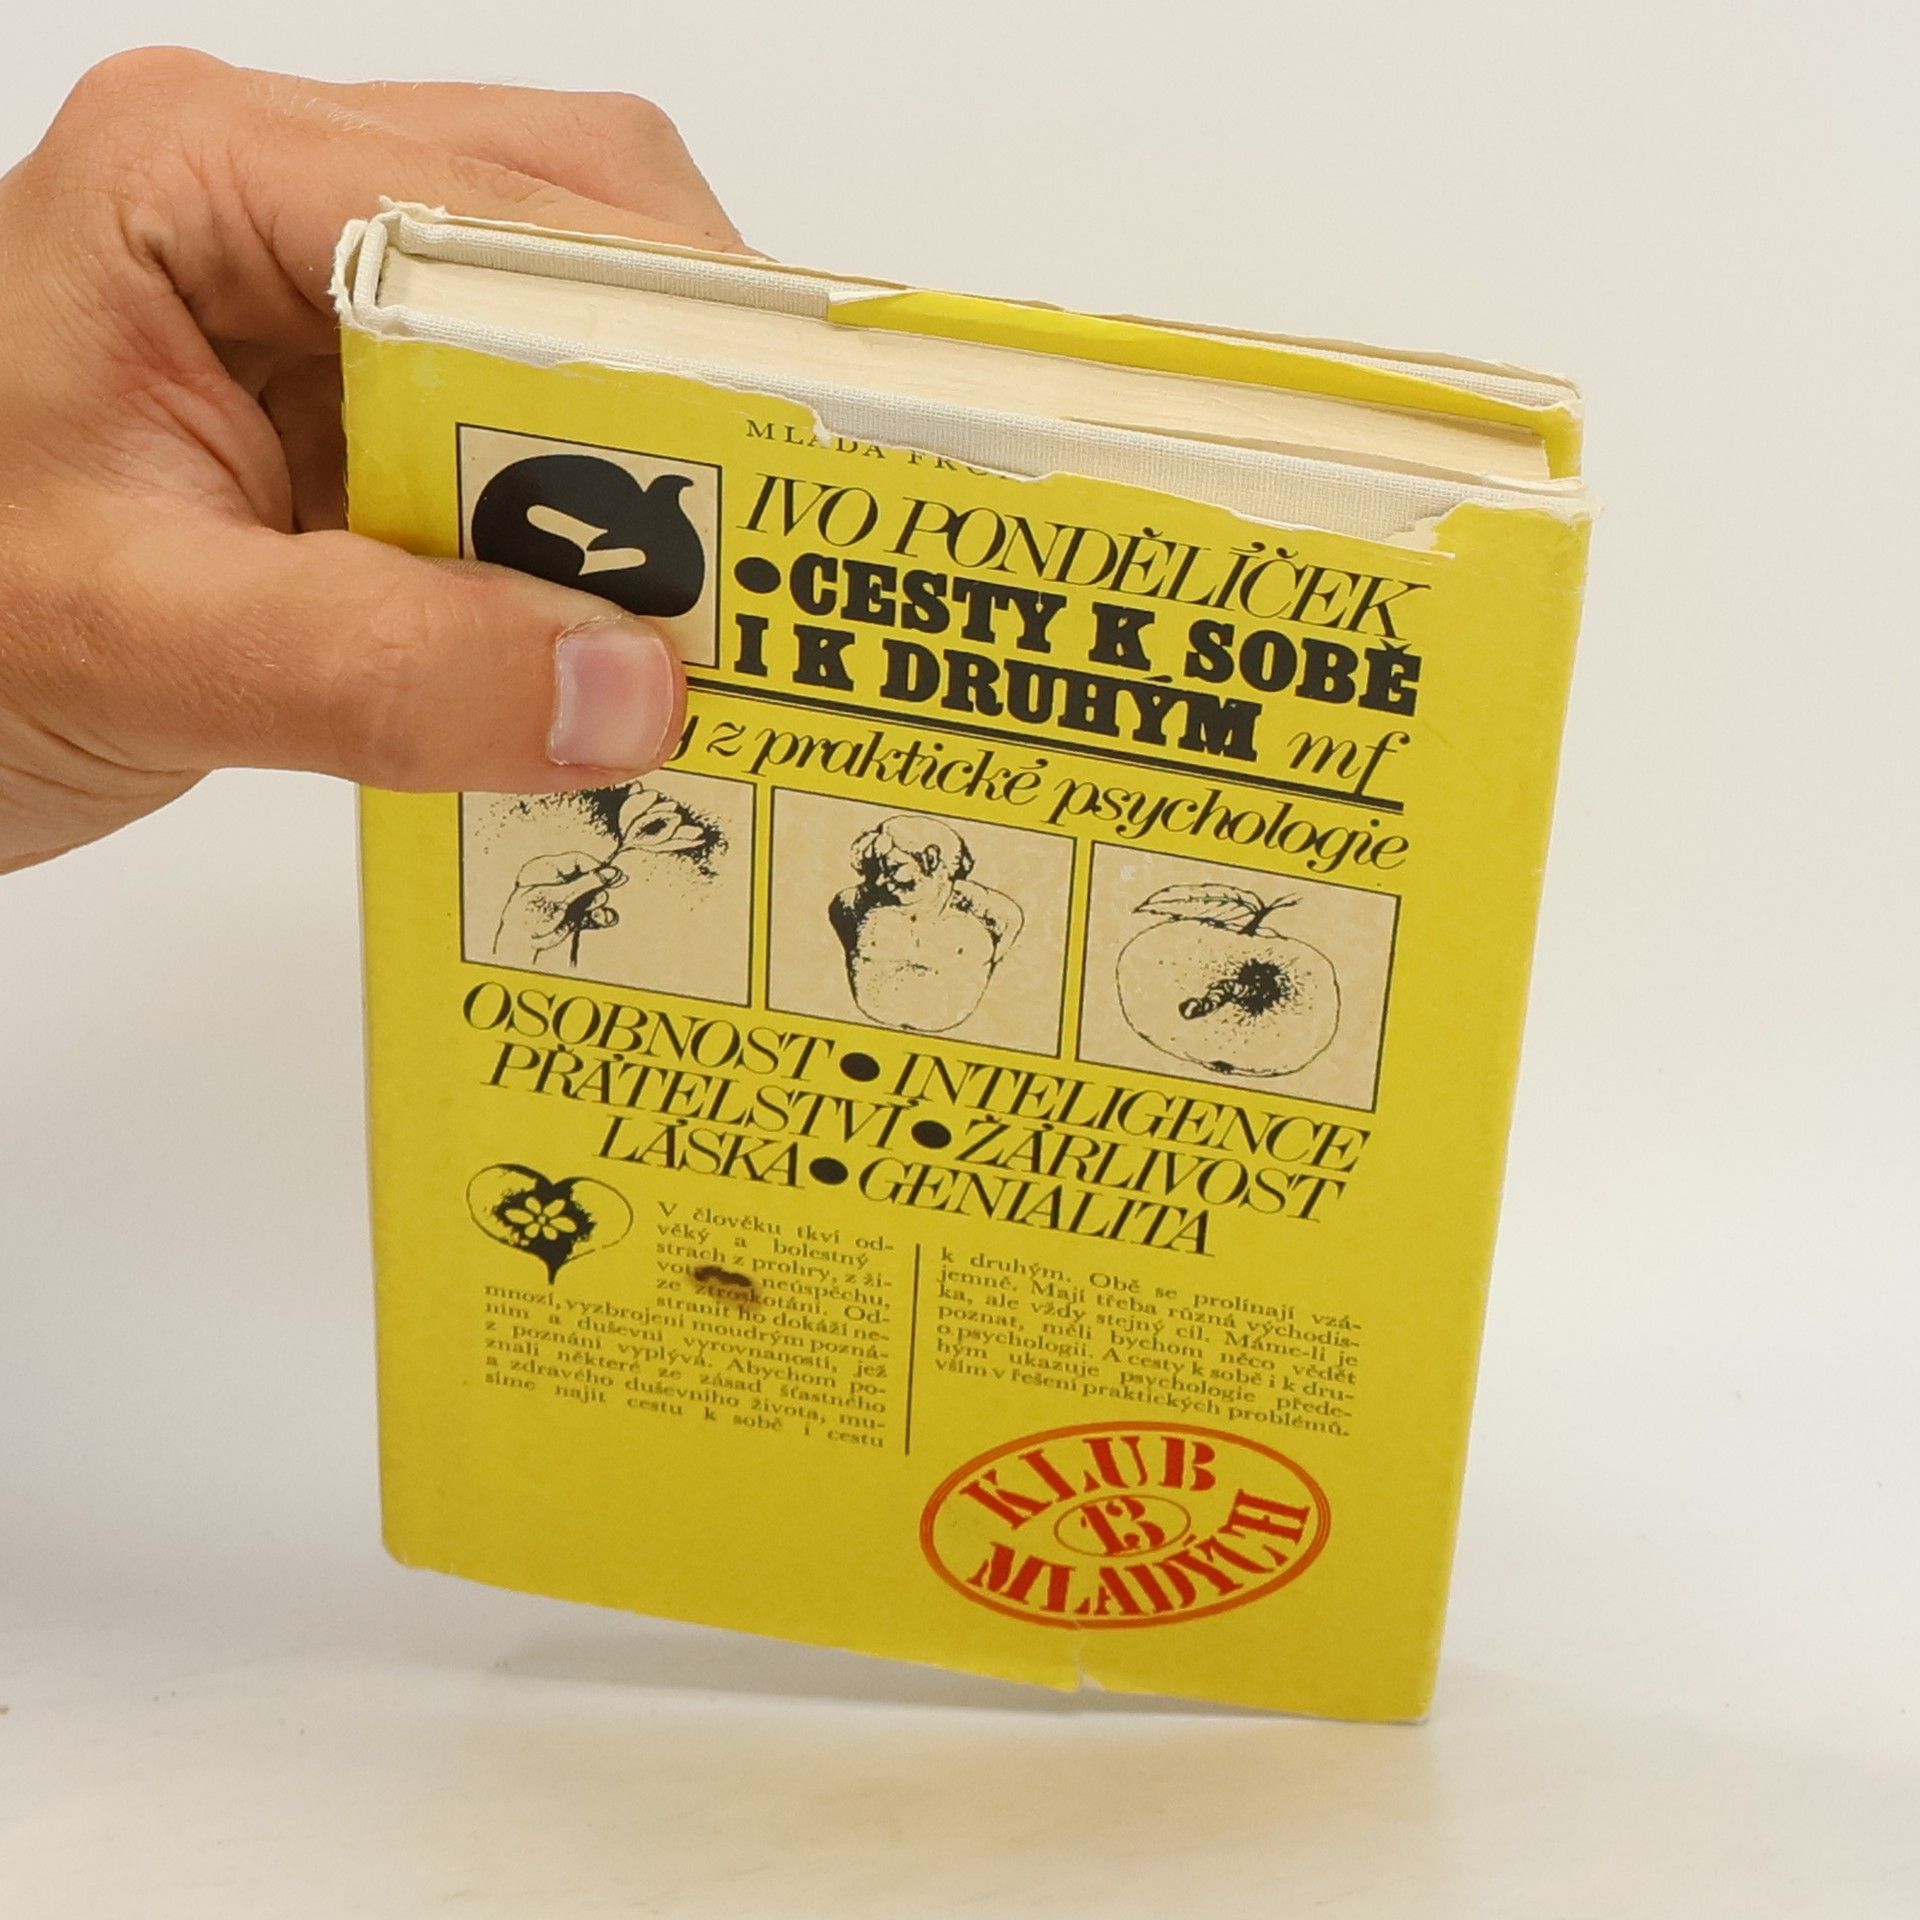 MLADÁ
IVO PONDĚLÍČEK
•CESTY K SOBĚ
I K DRUHÝM mf
z praktické psychologie
OSOBNOST • INTELIGENCE
PŘÁTELSTVÍ • ŽÁRLIVOST
LÁSKA • GENIALITA
V člověku tkví od-
věký a bolestný
strach z prohry, z ži-
neúspěchu,
ze ztroskotání. Od-
stranit ho dokáží ne-
mnozí, vyzbrojeni moudrým pozná-
ním a duševní vyrovnaností, jež
z poznání vyplývá. Abychom po-
znali některé ze zásad šťastného
a zdravého duševního života, mu-
síme najít cestu k sobě i cestu
k druhým. Obě se prolínají vzá-
jemně. Mají třeba různá východis-
ka, ale vždy stejný cíl. Máme-li je
poznat, měli bychom něco vědět
o psychologii. A cesty k sobě i k dru-
hým ukazuje psychologie přede-
vším v řešení praktických problémů.
KLUB
13
MLADÝCH